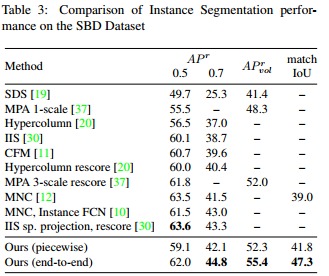 Table 3: Comparison of Instance Segmentation perfor-
mance on the SBD Dataset
Method AP^r AP^r_vol match IoU
0.5 0.7
SDS [19] 49.7 25.3 41.4 –
MPA 1-scale [37] 55.5 – 48.3 –
Hypercolumn [20] 56.5 37.0 – –
IIS [30] 60.1 38.7 – –
CFM [11] 60.7 39.6 – –
Hypercolumn rescore [20] 60.0 40.4 – –
MPA 3-scale rescore [37] 61.8 – 52.0 –
MNC [12] 63.5 41.5 – 39.0
MNC, Instance FCN [10] 61.5 43.0 – –
IIS sp. projection, rescore [30] 63.6 43.3 – –
Ours (piecewise) 59.1 42.1 52.3 41.8
Ours (end-to-end) 62.0 44.8 55.4 47.3